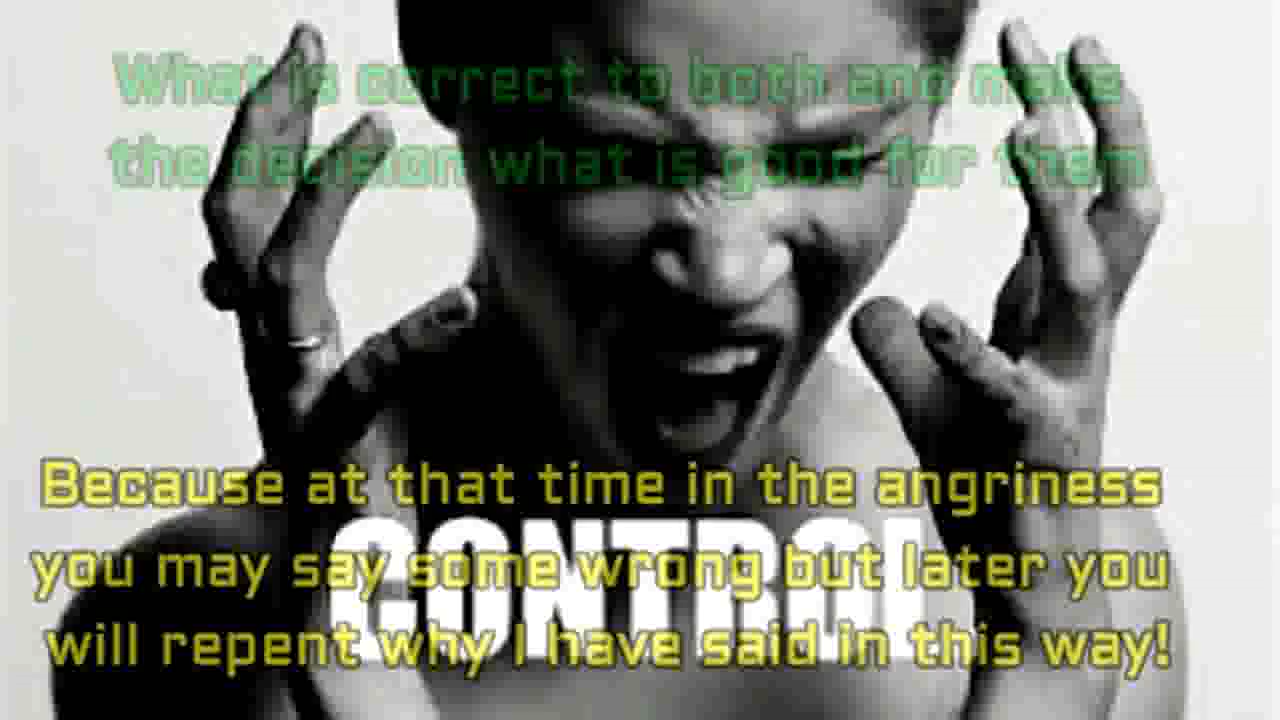 What is correct to both and make
the decision what is good for them
Because at that time in the angriness
you may say some wrong but later you
CONTROL
will repent why I have said in this way!